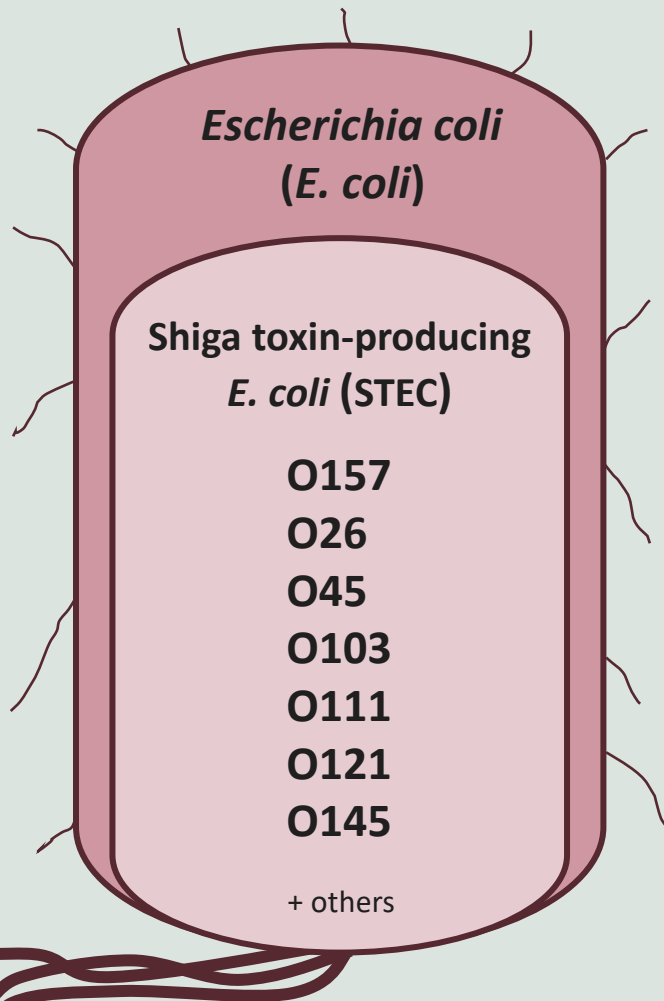 Escherichia coli
(E. coli)
Shiga toxin-producing
E. coli (STEC)
O157
O26
O45
O103
O111
O121
O145
+ others